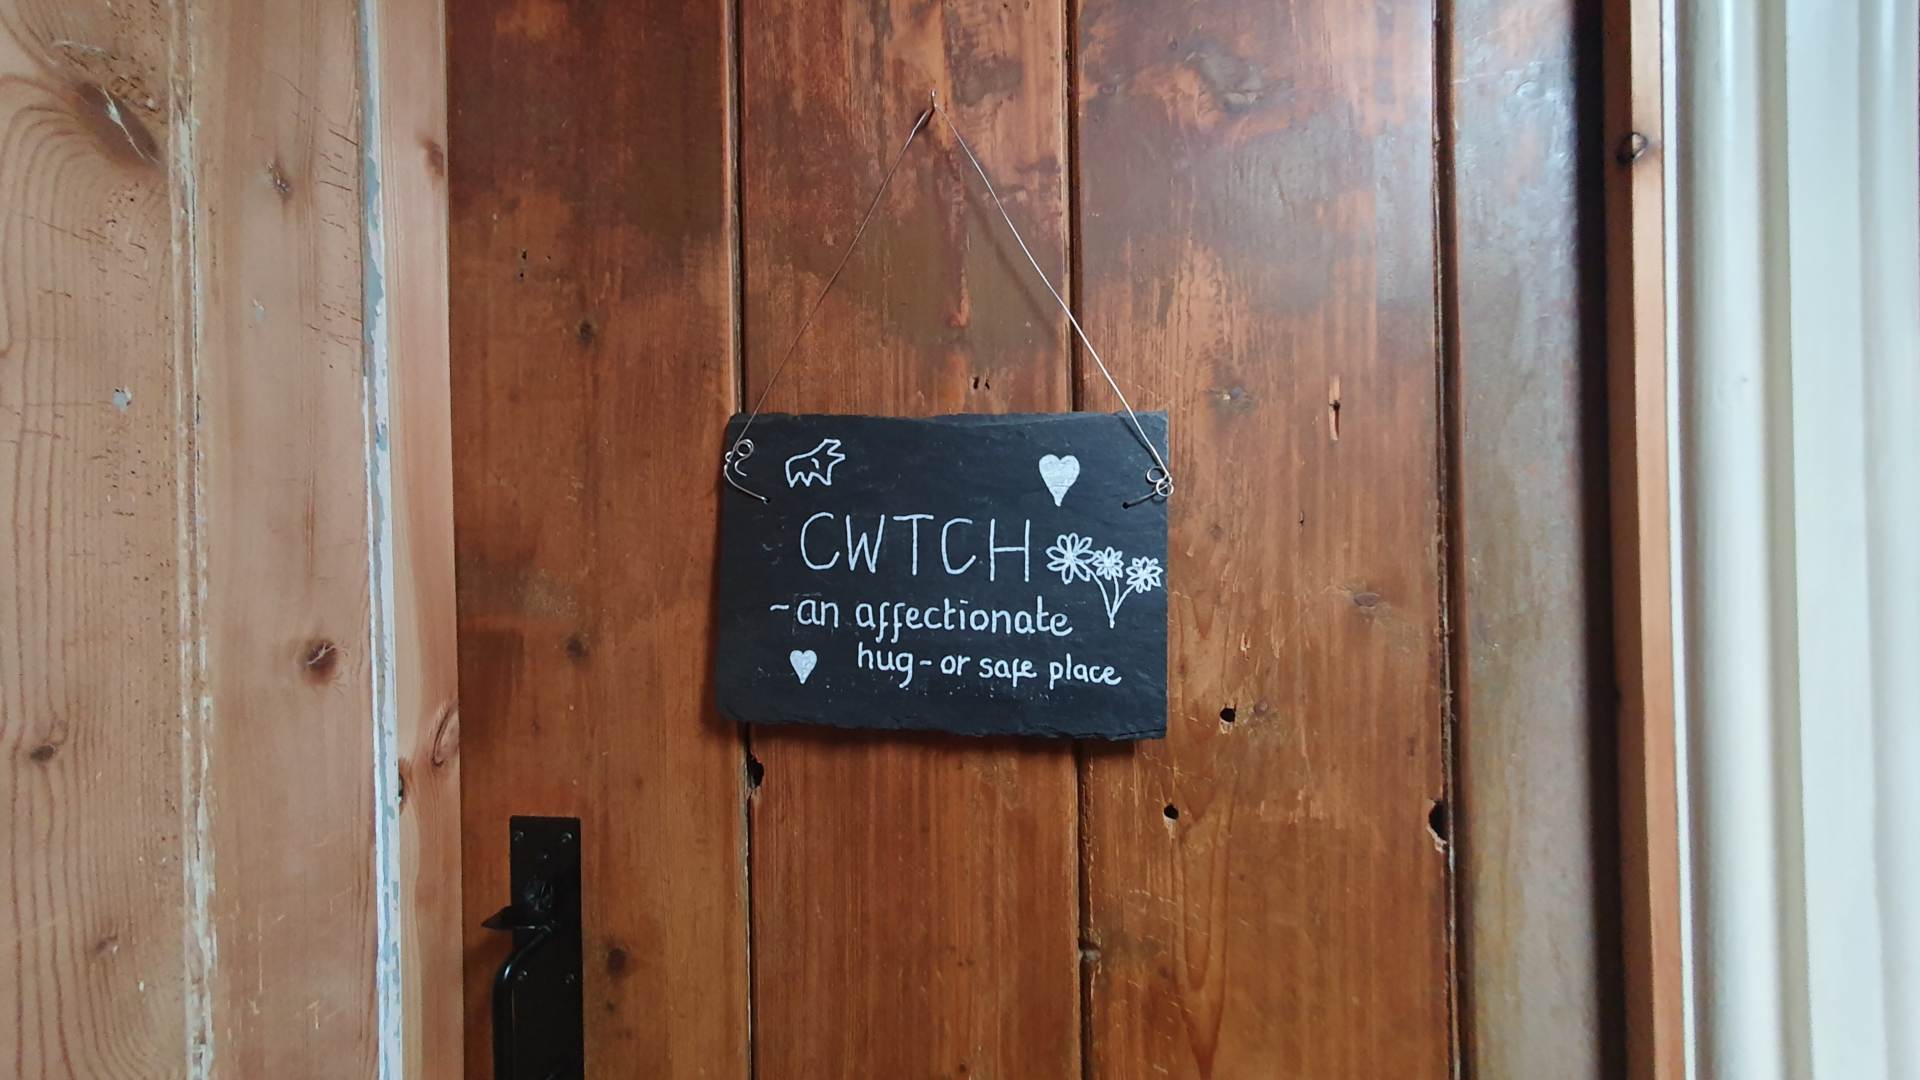 CWTCH
~an affectionate
hug - or safe place